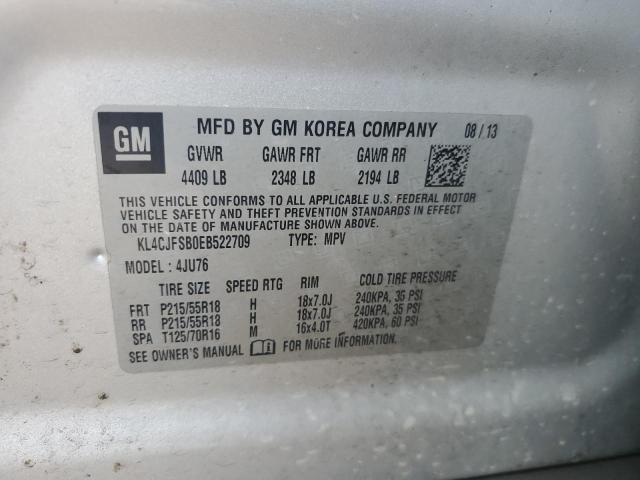 GM MFD BY GM KOREA COMPANY 08/13
GVWR GAWR FRT GAWR RR
4409 LB 2348 LB 2194 LB
THIS VEHICLE CONFORMS TO ALL APPLICABLE U.S. FEDERAL MOTOR
VEHICLE SAFETY AND THEFT PREVENTION STANDARDS IN EFFECT
ON THE DATE OF MANUFACTURE SHOWN ABOVE.
KL4CJFSB0EB522709 TYPE: MPV
MODEL: 4JU76
TIRE SIZE SPEED RTG RIM COLD TIRE PRESSURE
FRT P215/55R18 H 18x7.0J 240KPA, 35 PSI
RR P215/55R18 H 18x7.0J 240KPA, 35 PSI
SPA T125/70R16 M 16x4.0T 420KPA, 60 PSI
SEE OWNER'S MANUAL FOR MORE INFORMATION.